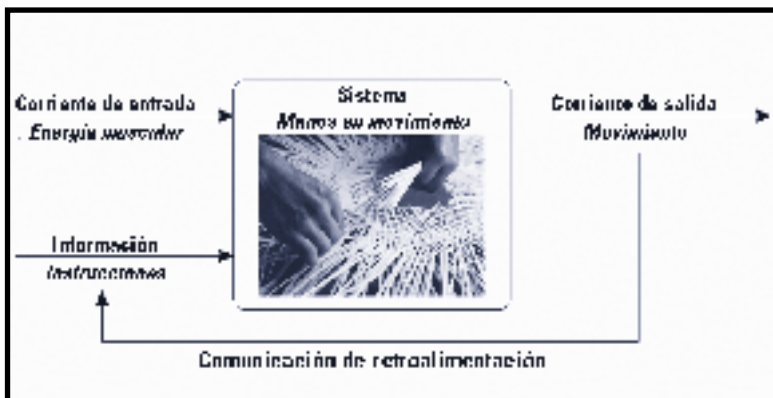 Corriente de entrada
Energía muscular
Sistema
Manos en movimiento
Corriente de salida
Movimiento
Información
Instrucciones
Comunicación de retroalimentación